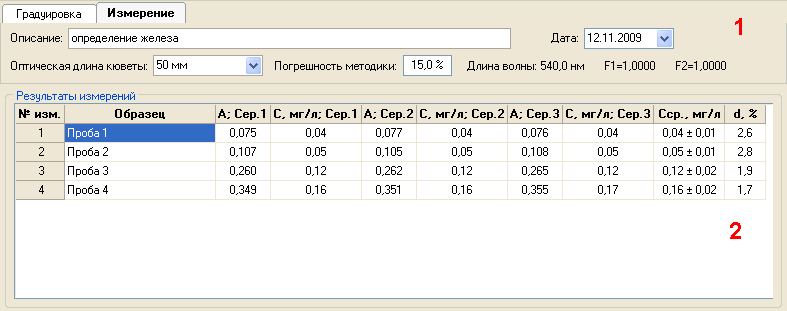 Градуировка Измерение
1
Описание: определение железа Дата: 12.11.2009
Оптическая длина кюветы: 50 мм Погрешность методики: 15,0 % Длина волны: 540,0 нм F1=1,0000 F2=1,0000
Результаты измерений
№ изм. Образец А; Сер.1 С, мг/л; Сер.1 А; Сер.2 С, мг/л; Сер.2 А; Сер.3 С, мг/л; Сер.3 Сср., мг/л d, %
1 Проба 1 0,075 0,04 0,077 0,04 0,076 0,04 0,04 ± 0,01 2,6
2 Проба 2 0,107 0,05 0,105 0,05 0,108 0,05 0,05 ± 0,01 2,8
3 Проба 3 0,260 0,12 0,262 0,12 0,265 0,12 0,12 ± 0,02 1,9
4 Проба 4 0,349 0,16 0,351 0,16 0,355 0,17 0,16 ± 0,02 1,7
2